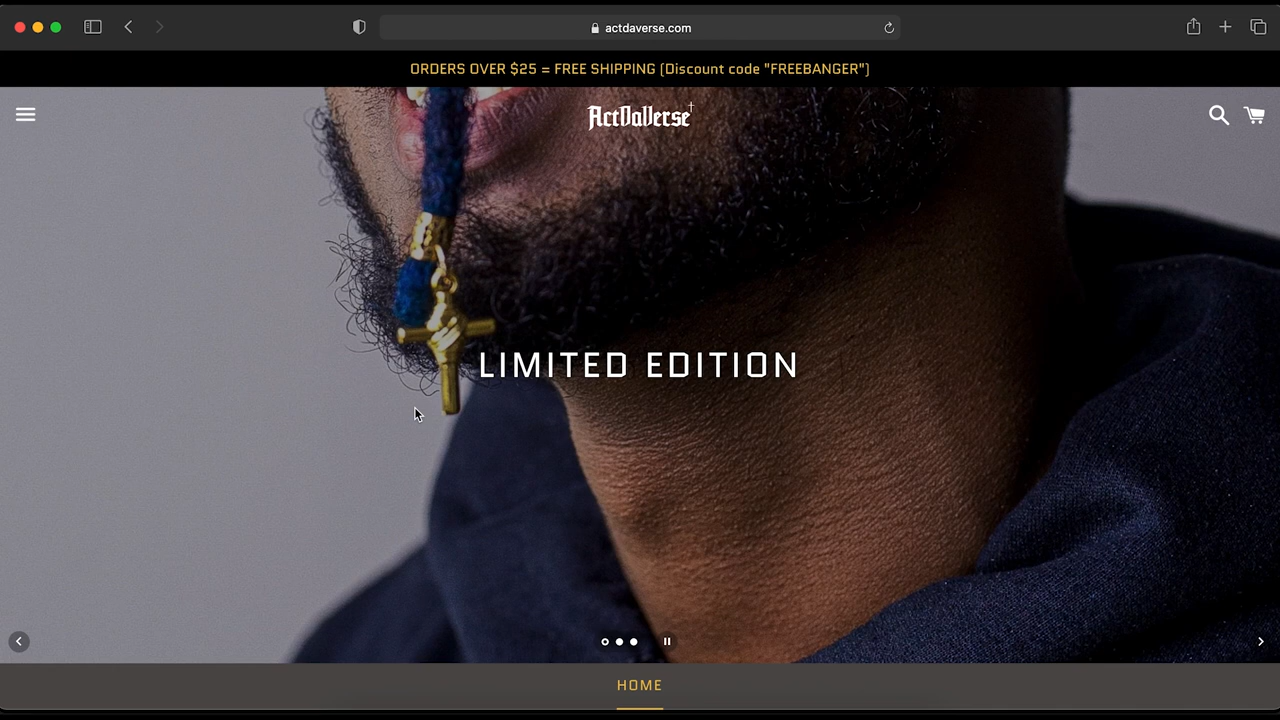 actdaverse.com
ORDERS OVER $25 = FREE SHIPPING (Discount code "FREEBANGER")
ActDaVerse†
LIMITED EDITION
HOME